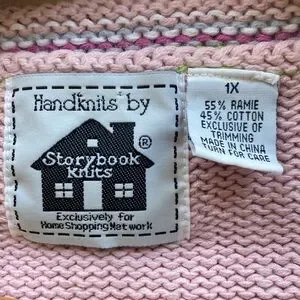 Handknits by
®
Storybook
knits
Exclusively for
Home Shopping Network
1X
55% RAMIE
45% COTTON
EXCLUSIVE OF
TRIMMING
MADE IN CHINA
TURN FOR CARE